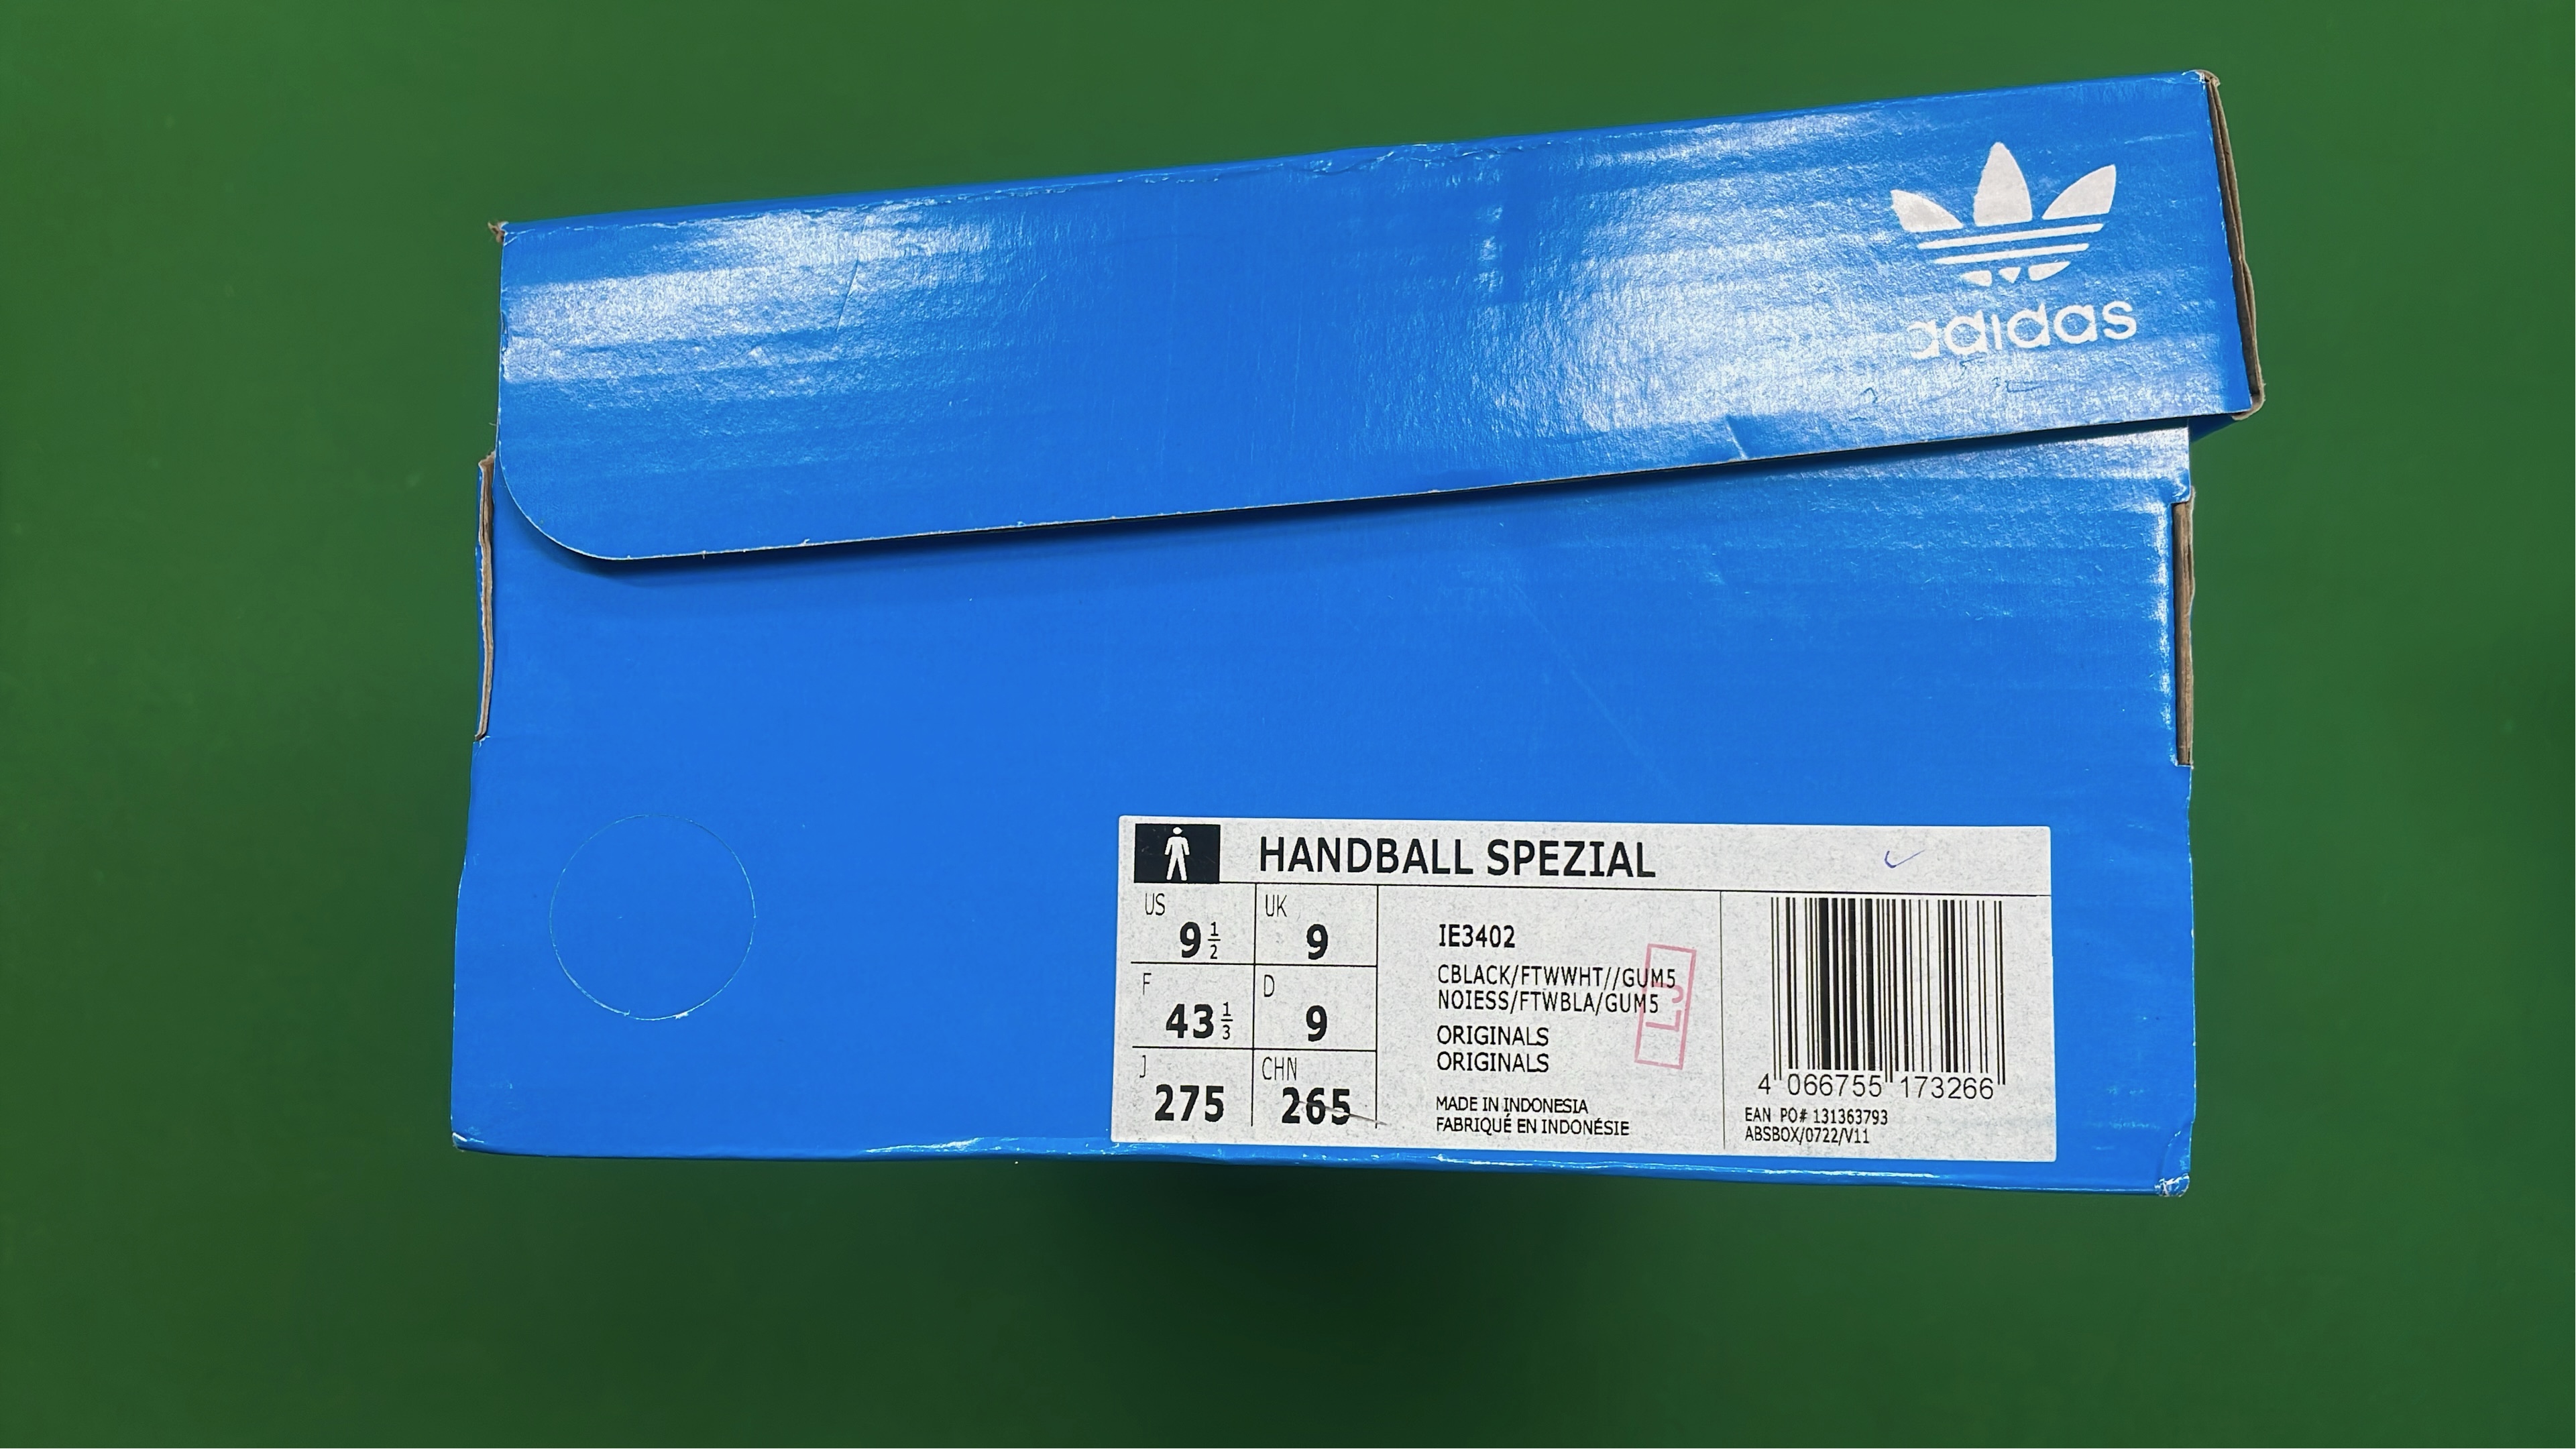 adidas
HANDBALL SPEZIAL
US 9 1/2 UK 9
F 43 1/3 D 9
J 275 CHN 265
IE3402
CBLACK/FTWWHT//GUM5
NOIESS/FTWBLA/GUM5
ORIGINALS
ORIGINALS
MADE IN INDONESIA
FABRIQUÉ EN INDONÉSIE
4 066755 173266
EAN PO# 131363793
ABSBOX/0722/V11